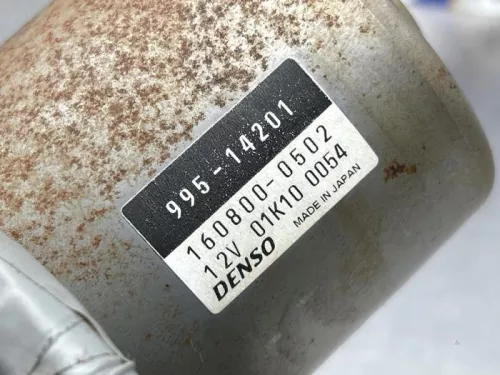 995-14201
160800-0502
12V 01K10 0054
DENSO MADE IN JAPAN